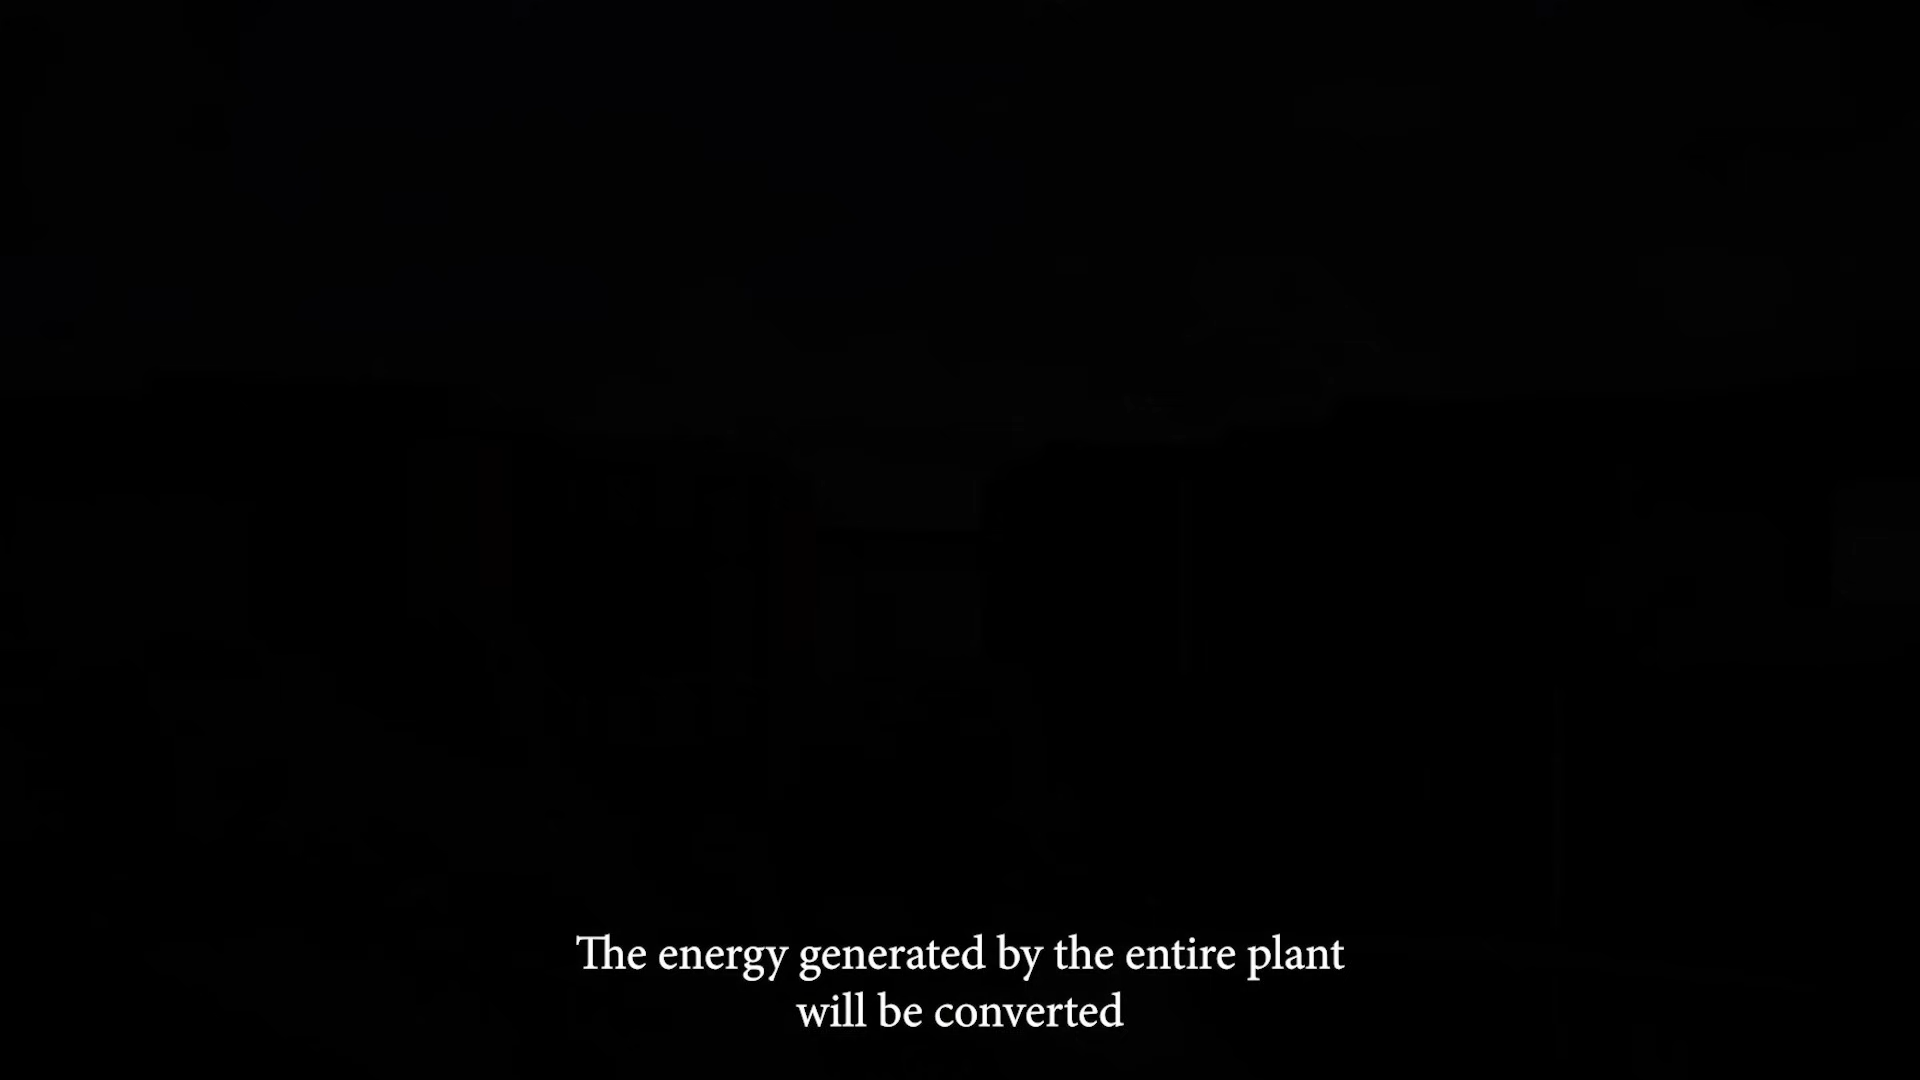 The energy generated by the entire plant
will be converted